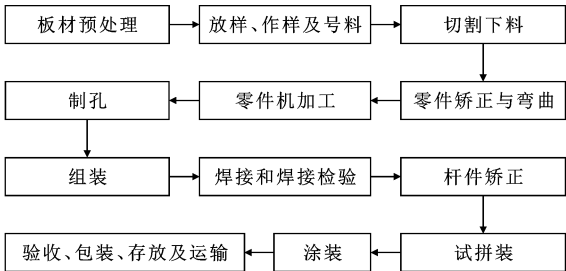 板材预处理
放样、作样及号料
切割下料
制孔
零件机加工
零件矫正与弯曲
组装
焊接和焊接检验
杆件矫正
验收、包装、存放及运输
涂装
试拼装